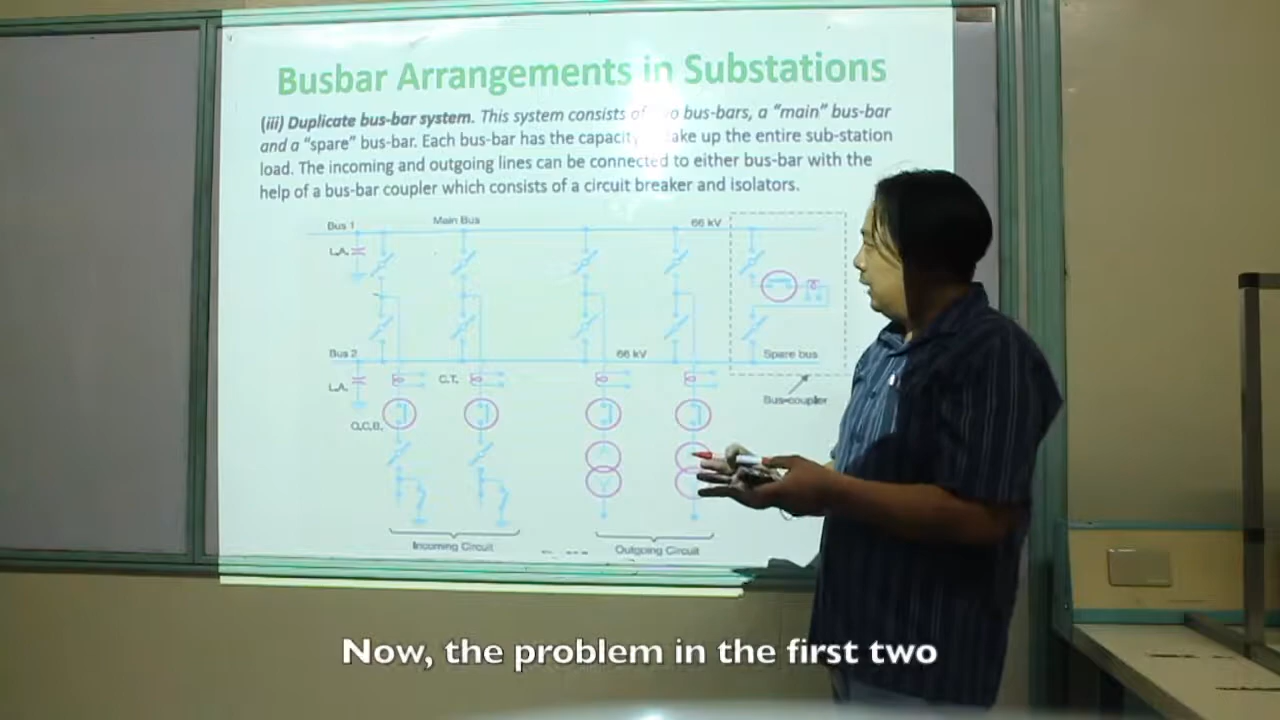 Busbar Arrangements in Substations
(iii) Duplicate bus-bar system. This system consists of two bus-bars, a “main” bus-bar
and a “spare” bus-bar. Each bus-bar has the capacity take up the entire sub-station
load. The incoming and outgoing lines can be connected to either bus-bar with the
help of a bus-bar coupler which consists of a circuit breaker and isolators.
Bus 1
Main Bus
66 kV
L.A.
Bus 2
66 kV
Spare bus
L.A.
C.T.
Bus-coupler
O.C.B.
Incoming Circuit
Outgoing Circuit
Now, the problem in the first two